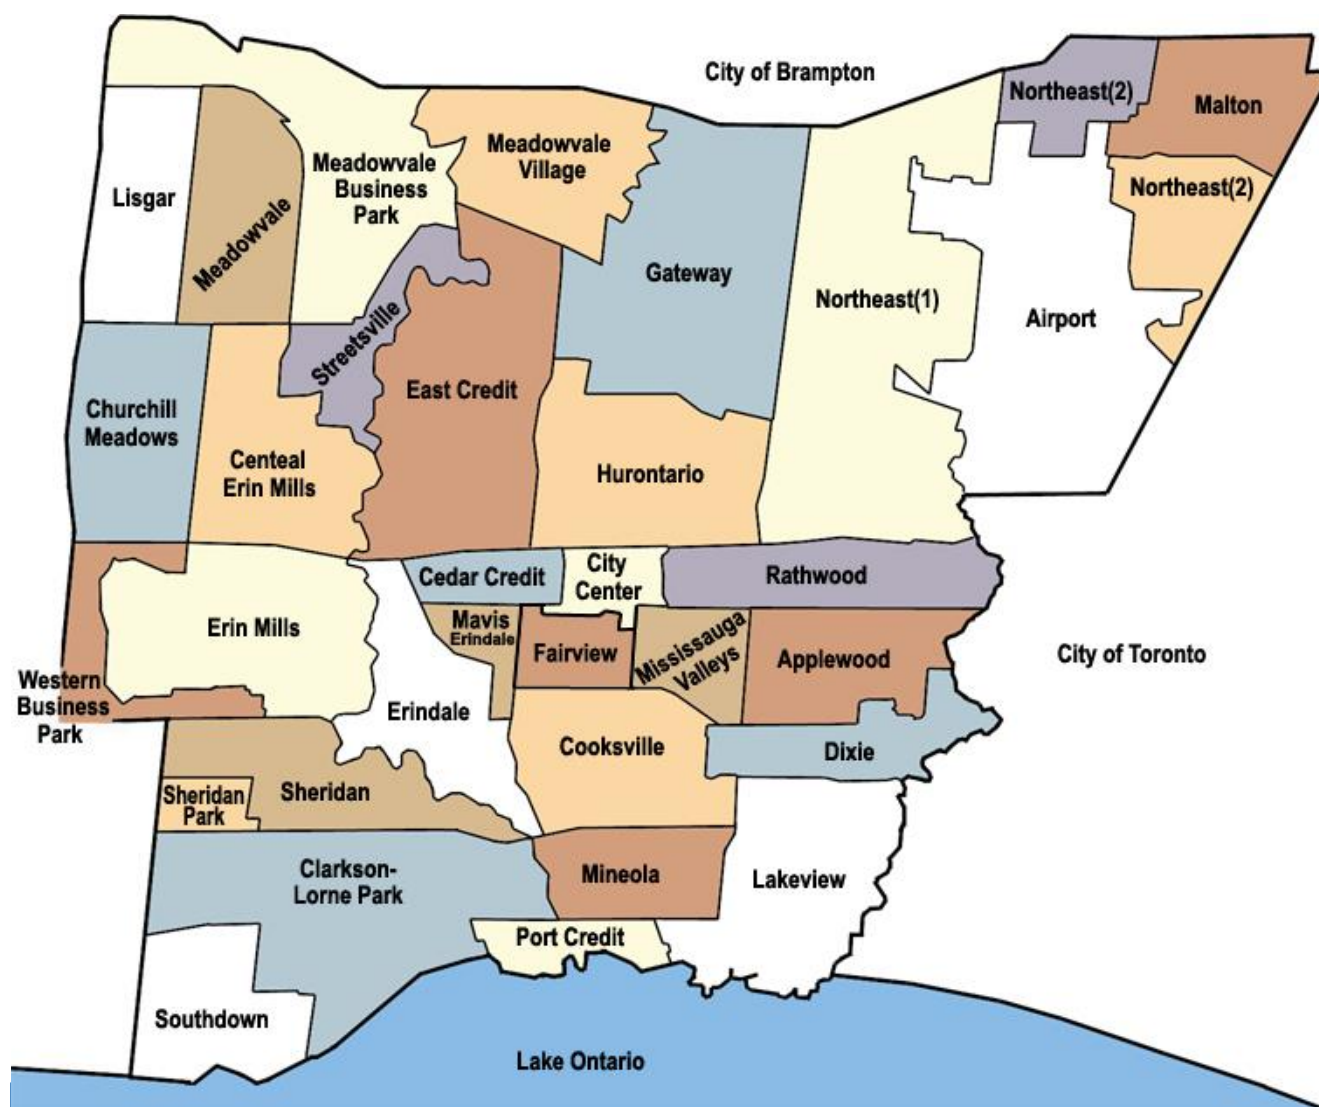 City of Brampton
Northeast(2)
Malton
Meadowvale
Village
Meadowvale
Business
Park
Lisgar
Meadowvale
Northeast(2)
Gateway
Northeast(1)
Airport
Streetsville
East Credit
Churchill
Meadows
Centeal
Erin Mills
Hurontario
Cedar Credit
City
Center
Rathwood
Mavis
Erindale
Erin Mills
Fairview
Mississauga
Valleys
Applewood
City of Toronto
Western
Business
Park
Erindale
Cooksville
Dixie
Sheridan
Park
Sheridan
Clarkson-
Lorne Park
Mineola
Lakeview
Port Credit
Southdown
Lake Ontario